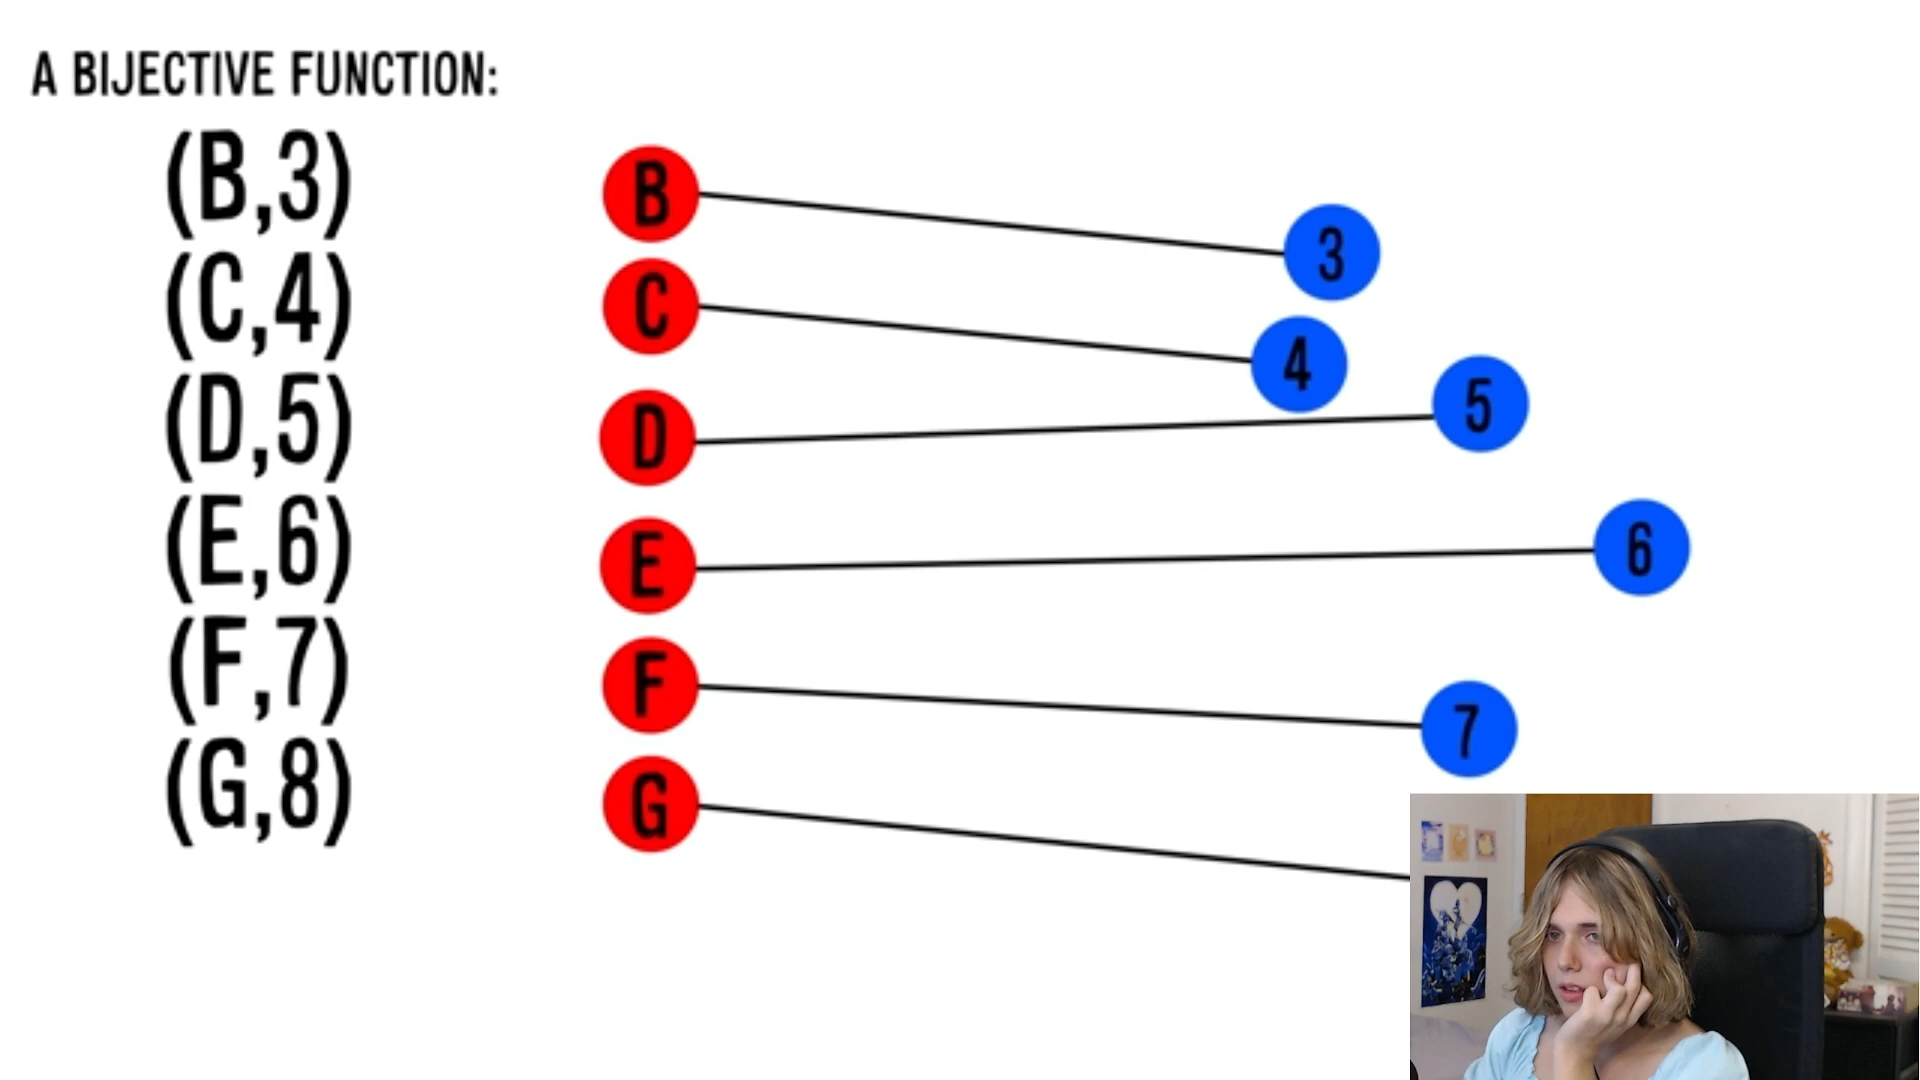 A BIJECTIVE FUNCTION:
(B,3)
(C,4)
(D,5)
(E,6)
(F,7)
(G,8)
B
3
C
4
D
5
E
6
F
7
G